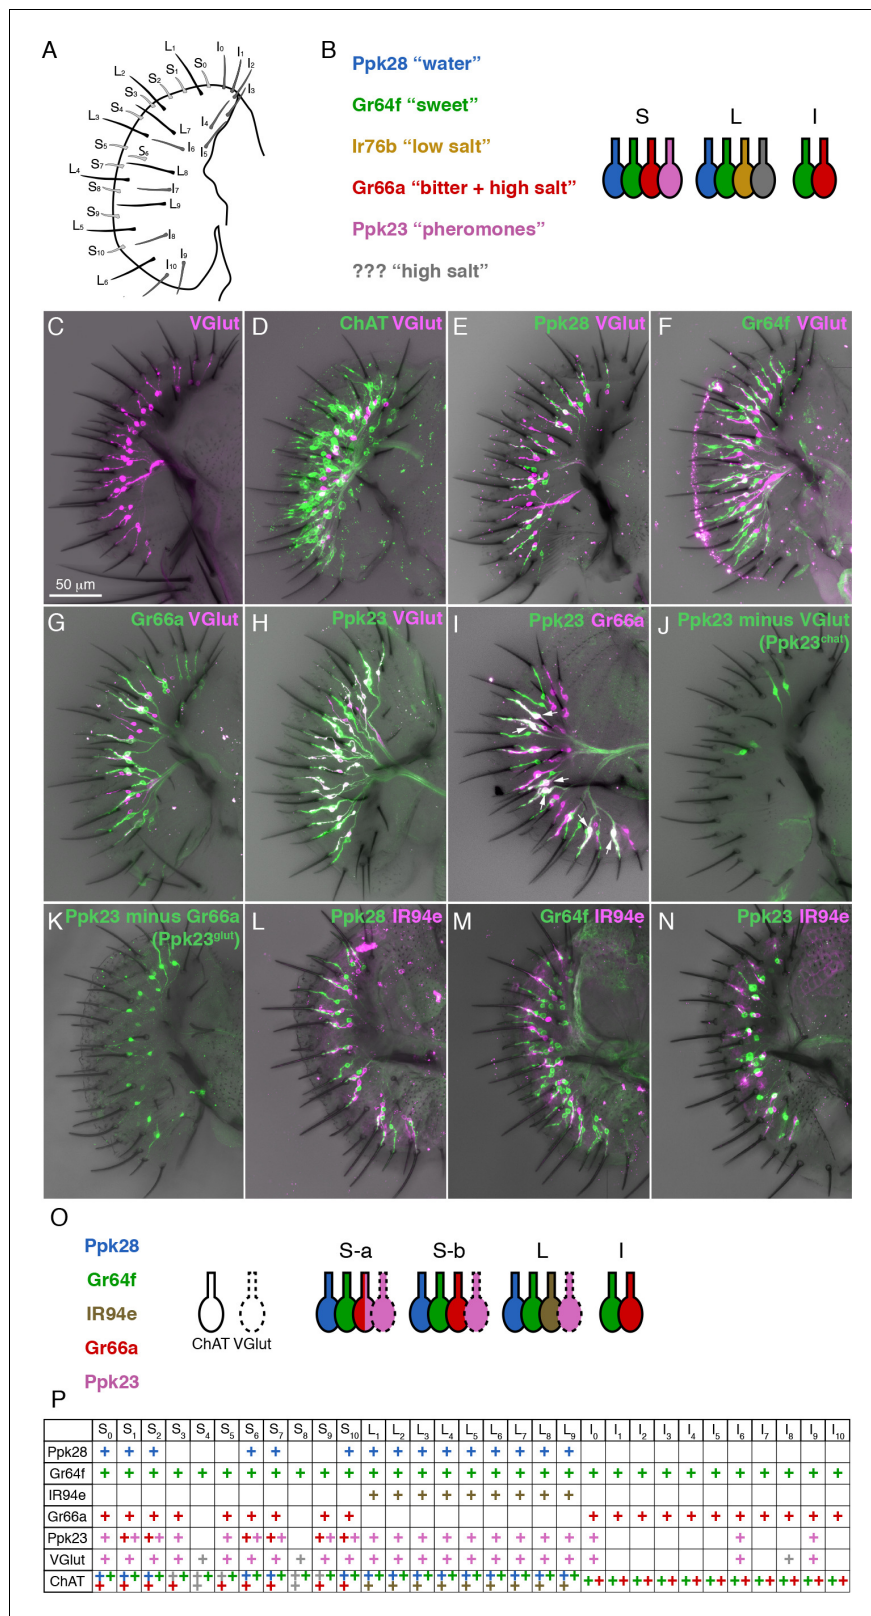 A
L1
I0
I1
I2
I3
S0
S1
S2
L2
S3
S4
L3
L7
I4
I5
I6
S5
S6
S7
L8
L4
S8
I7
L9
S9
L5
I8
S10
I9
L6
I10
B
Ppk28 “water”
Gr64f “sweet”
Ir76b “low salt”
Gr66a “bitter + high salt”
Ppk23 “pheromones”
??? “high salt”
S L I
C VGlut
50 µm
D ChAT VGlut
E Ppk28 VGlut
F Gr64f VGlut
G Gr66a VGlut
H Ppk23 VGlut
I Ppk23 Gr66a
J Ppk23 minus VGlut
(Ppk23chat)
K Ppk23 minus Gr66a
(Ppk23glut)
L Ppk28 IR94e
M Gr64f IR94e
N Ppk23 IR94e
O
Ppk28
Gr64f
IR94e
Gr66a
Ppk23
ChAT VGlut
S-a S-b L I
P
S0 S1 S2 S3 S4 S5 S6 S7 S8 S9 S10 L1 L2 L3 L4 L5 L6 L7 L8 L9 I0 I1 I2 I3 I4 I5 I6 I7 I8 I9 I10
Ppk28 + + + + + + + + + + + + + + +
Gr64f + + + + + + + + + + + + + + + + + + + + + + + + + + + + + + +
IR94e + + + + + + + + +
Gr66a + + + + + + + + + + + + + + + + + + + +
Ppk23 + ++ ++ + + ++ ++ ++ ++ + + + + + + + + + + + +
VGlut + + + + + + + + + + + + + + + + + + + + + + + +
ChAT